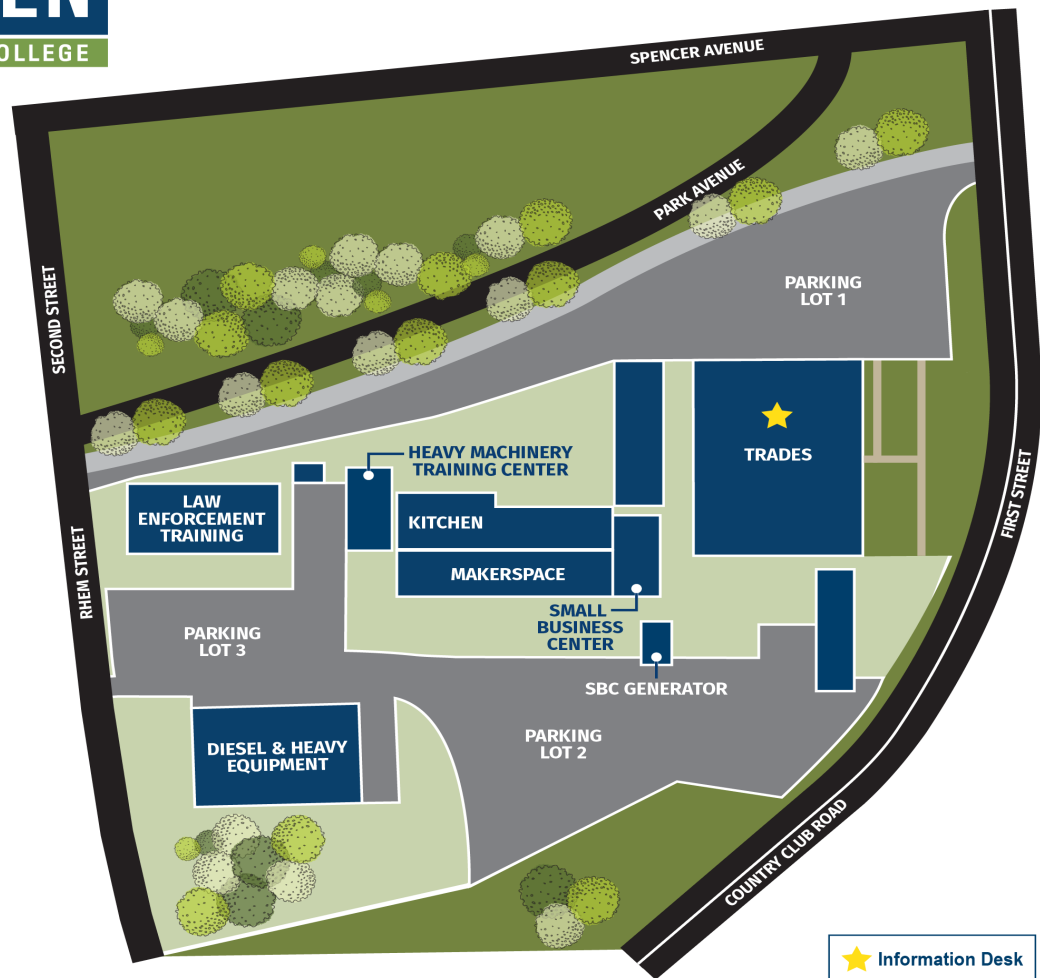 COLLEGE
SPENCER AVENUE
PARK AVENUE
SECOND STREET
PARKING
LOT 1
HEAVY MACHINERY
TRAINING CENTER
TRADES
LAW
ENFORCEMENT
TRAINING
KITCHEN
MAKERSPACE
FIRST STREET
RHEM STREET
SMALL
BUSINESS
CENTER
PARKING
LOT 3
SBC GENERATOR
DIESEL & HEAVY
EQUIPMENT
PARKING
LOT 2
COUNTRY CLUB ROAD
Information Desk